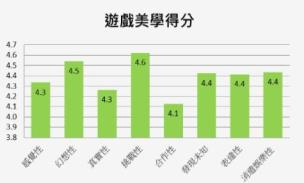 遊戲美學得分
4.7
4.6
4.5
4.4
4.3
4.2
4.1
4.0
3.9
3.8
4.3
4.5
4.3
4.6
4.1
4.4
4.4
4.4
感覺性
幻想性
真實性
挑戰性
合作性
發現未知
表達性
消遣娛樂性